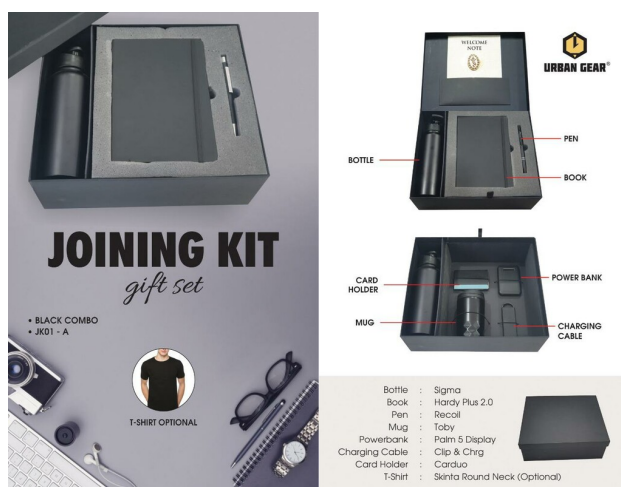 JOINING KIT
gift set
• BLACK COMBO
• JK01 - A
T-SHIRT OPTIONAL
WELCOME
NOTE
URBAN GEAR®
PEN
BOTTLE
BOOK
CARD
HOLDER
POWER BANK
MUG
CHARGING
CABLE
Bottle : Sigma
Book : Hardy Plus 2.0
Pen : Recoil
Mug : Toby
Powerbank : Palm 5 Display
Charging Cable : Clip & Chrg
Card Holder : Carduo
T-Shirt : Skinta Round Neck (Optional)